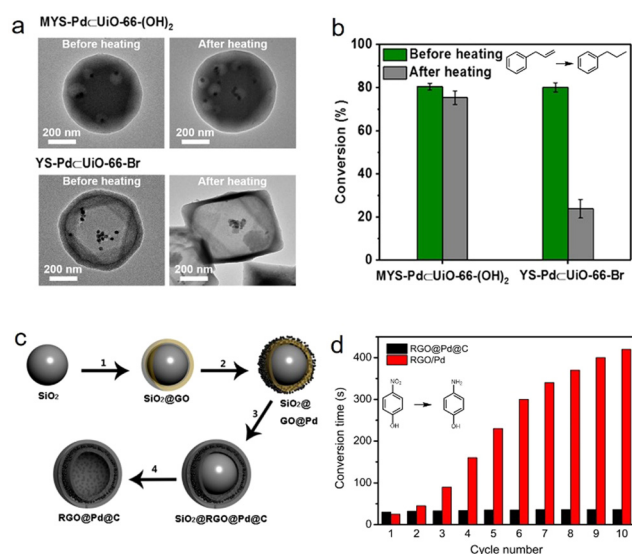 a
MYS-Pd⊂UiO-66-(OH)₂
Before heating
After heating
200 nm
200 nm
YS-Pd⊂UiO-66-Br
Before heating
After heating
200 nm
200 nm
b
Before heating
After heating
Conversion (%)
100
80
60
40
20
0
MYS-Pd⊂UiO-66-(OH)₂
YS-Pd⊂UiO-66-Br
c
SiO₂
1
SiO₂@GO
2
SiO₂@
GO@Pd
3
SiO₂@RGO@Pd@C
4
RGO@Pd@C
d
RGO@Pd@C
RGO/Pd
NO₂
OH
NH₂
OH
Conversion time (s)
400
300
200
100
0
1 2 3 4 5 6 7 8 9 10
Cycle number